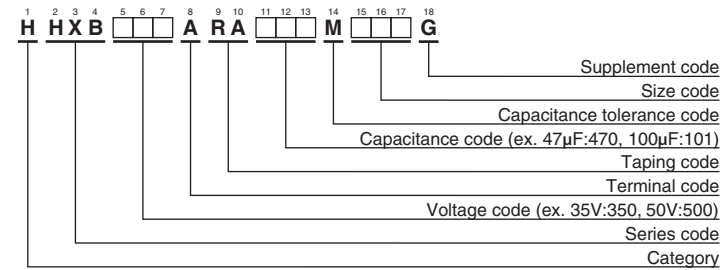 1 2 3 4 5 6 7 8 9 10 11 12 13 14 15 16 17 18
H HXB □□□ A RA □□□ M □□□ G
Supplement code
Size code
Capacitance tolerance code
Capacitance code (ex. 47µF:470, 100µF:101)
Taping code
Terminal code
Voltage code (ex. 35V:350, 50V:500)
Series code
Category